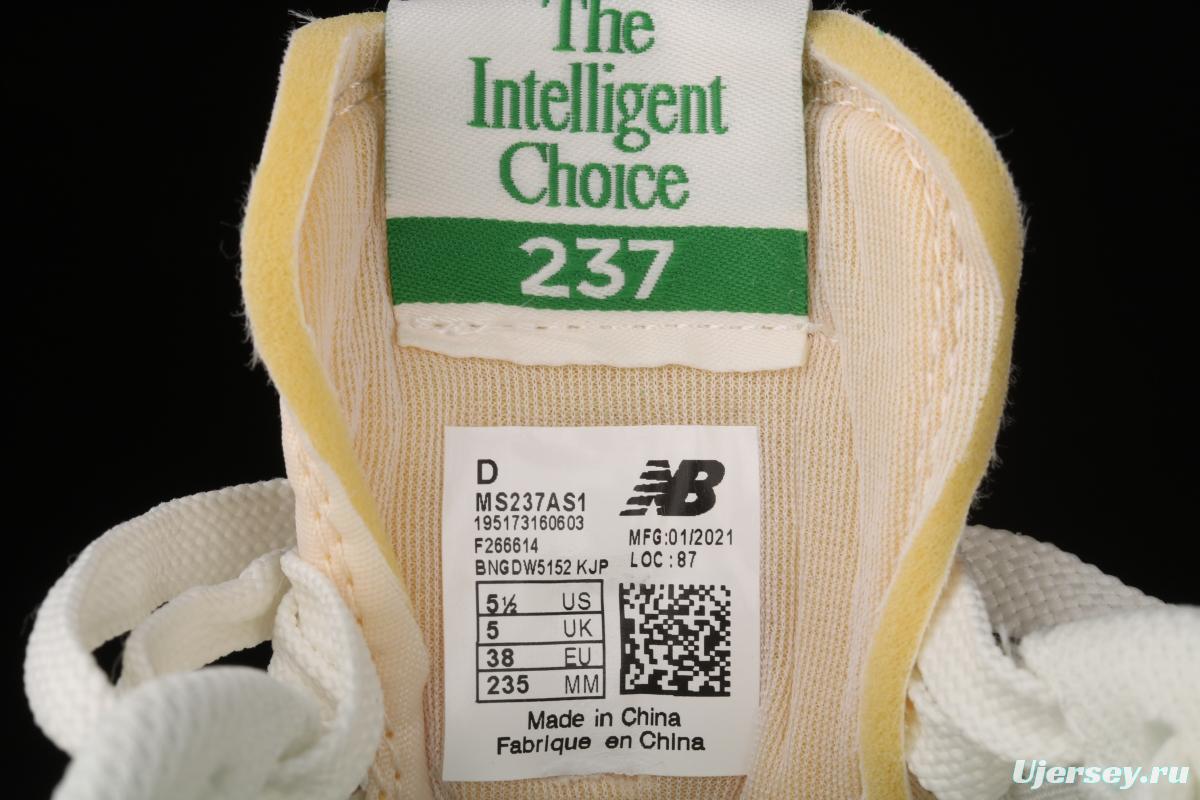 The
Intelligent
Choice
237
D
MS237AS1
195173160603
F266614
BNGDW5152 KJP
NB
MFG:01/2021
LOC : 87
5½ US
5 UK
38 EU
235 MM
Made in China
Fabrique en China
Ujersey.ru